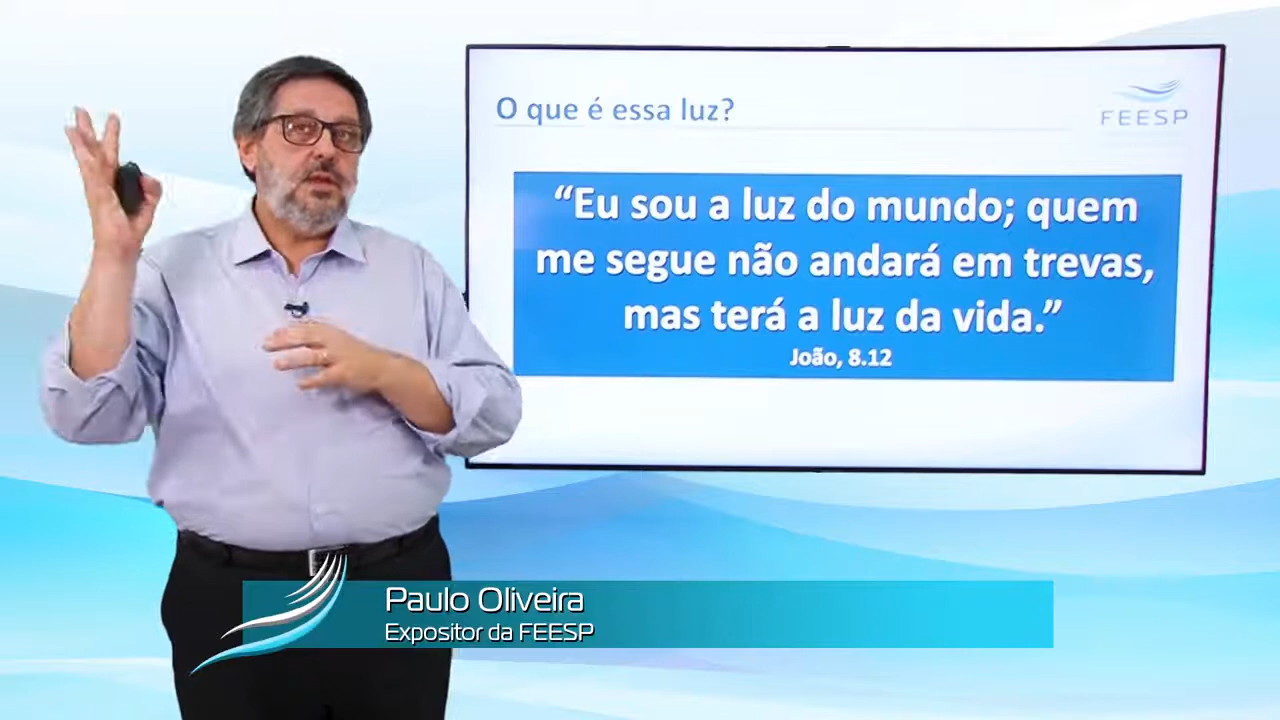 O que é essa luz?
FEESP
“Eu sou a luz do mundo; quem
me segue não andará em trevas,
mas terá a luz da vida.”
João, 8.12
Paulo Oliveira
Expositor da FEESP